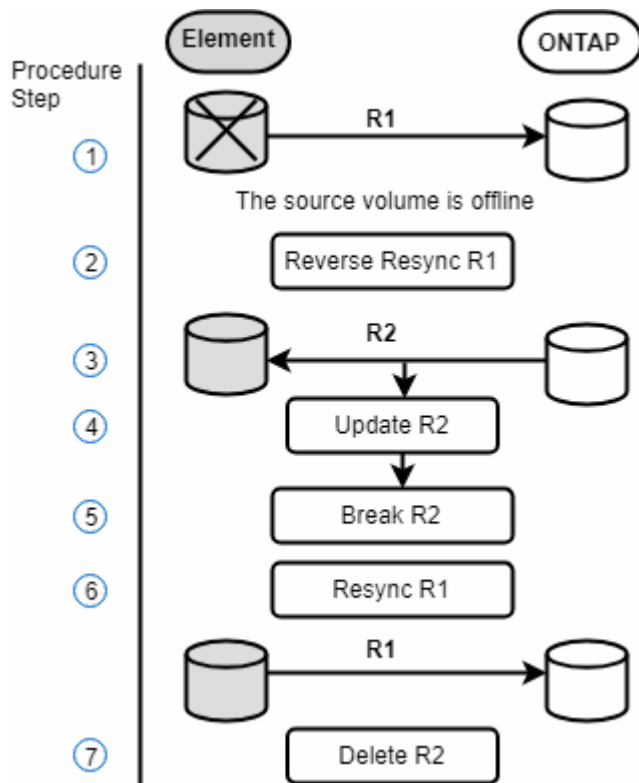 Element
ONTAP
Procedure
Step
R1
1
The source volume is offline
2
Reverse Resync R1
R2
3
4
Update R2
5
Break R2
6
Resync R1
R1
7
Delete R2